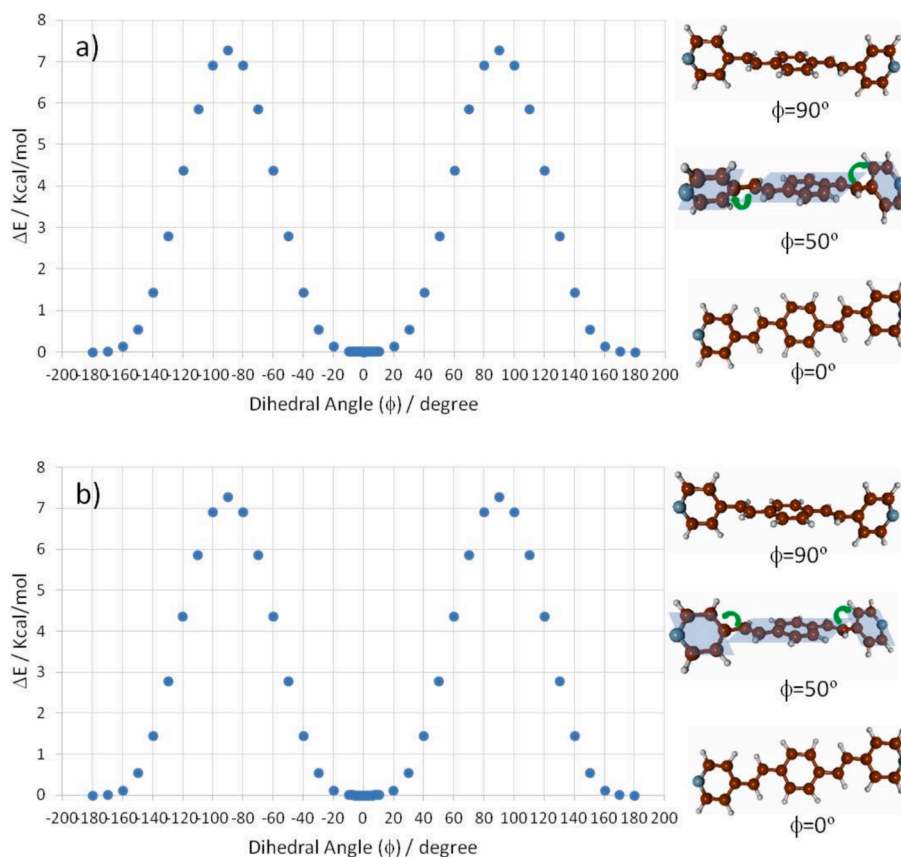 a)
8
7
6
5
4
3
2
1
0
ΔE / Kcal/mol
-200-180-160-140-120-100 -80 -60 -40 -20 0 20 40 60 80 100 120 140 160 180 200
Dihedral Angle (ϕ) / degree
ϕ=90º
ϕ=50º
ϕ=0º
b)
8
7
6
5
4
3
2
1
0
ΔE / Kcal/mol
-200-180-160-140-120-100 -80 -60 -40 -20 0 20 40 60 80 100 120 140 160 180 200
Dihedral Angle (ϕ) / degree
ϕ=90º
ϕ=50º
ϕ=0º